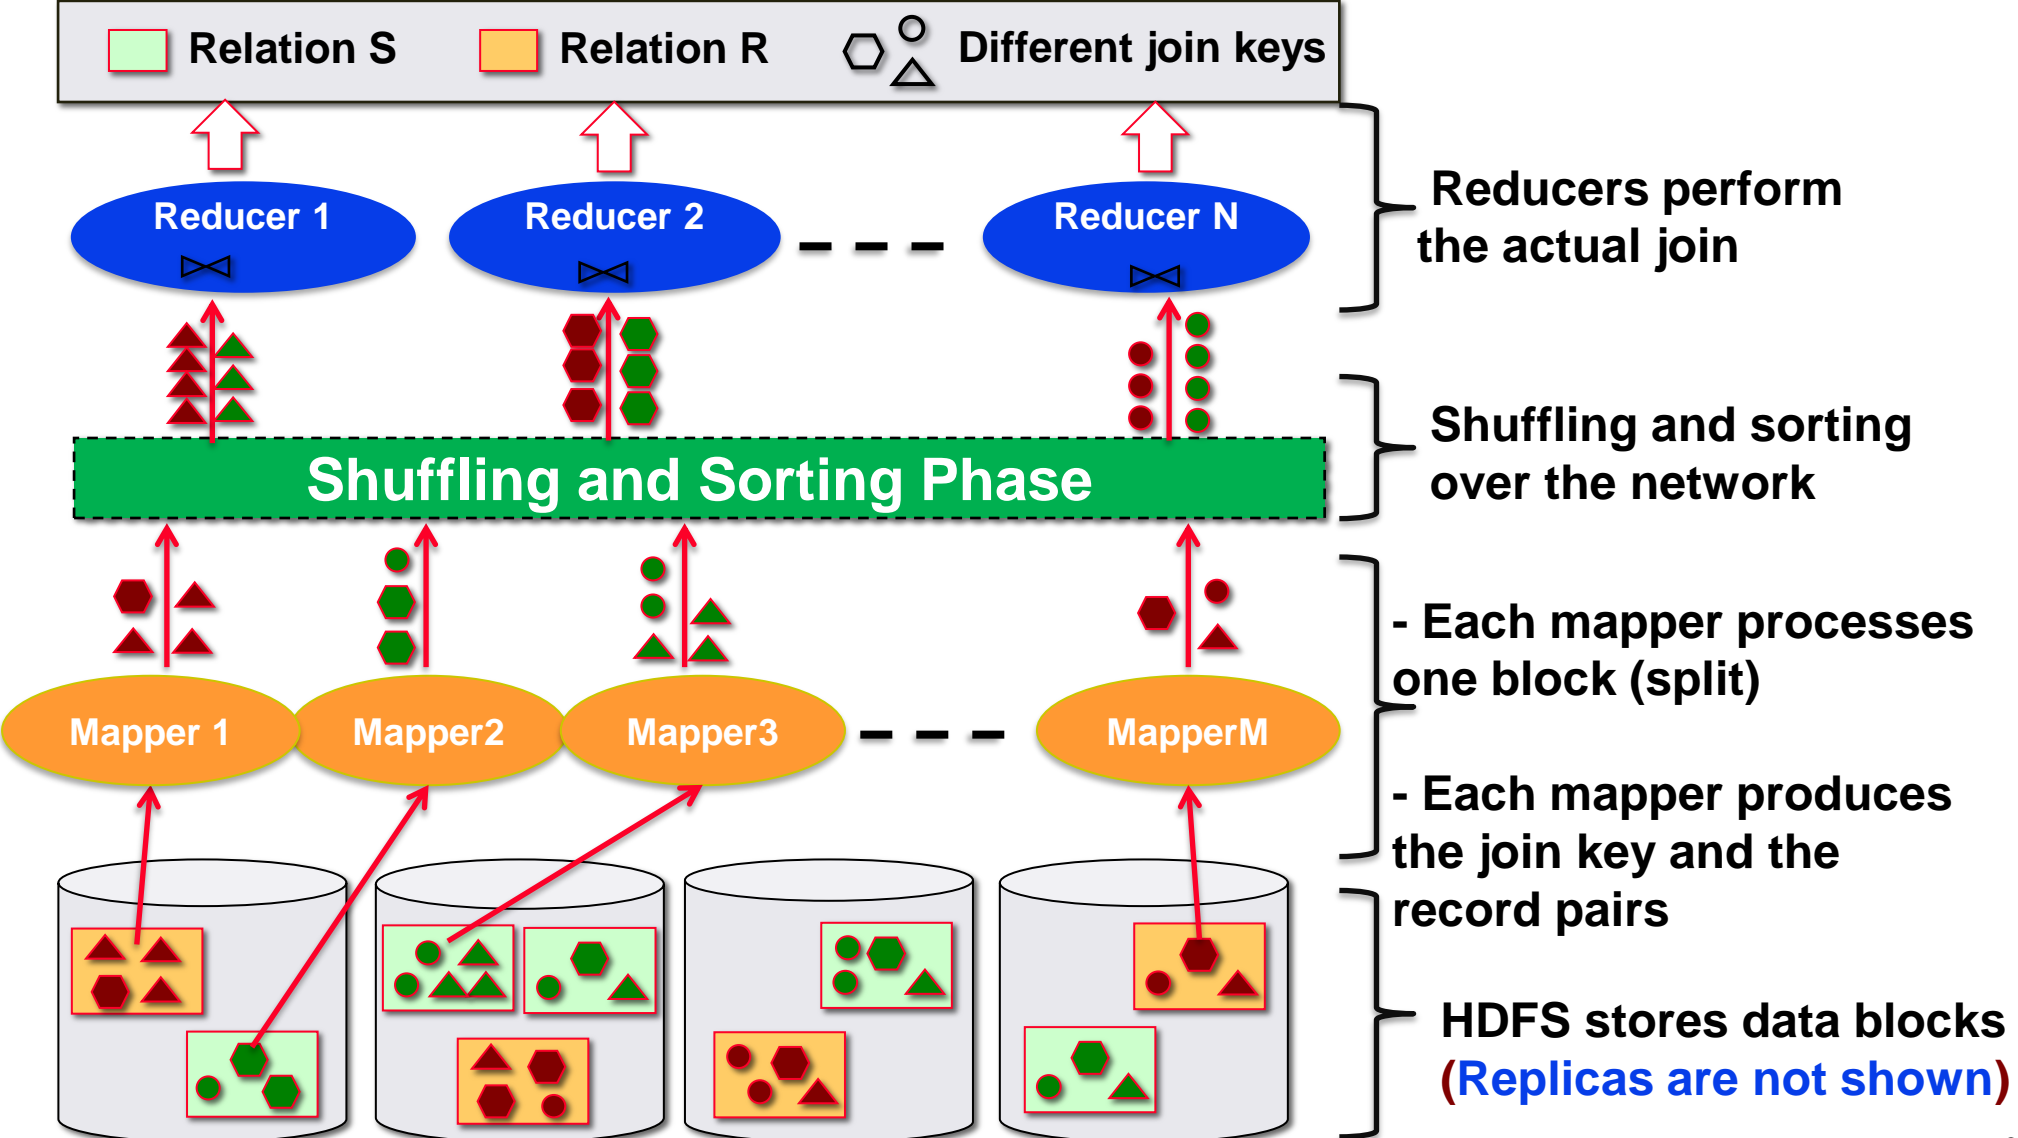 Relation S
Relation R
Different join keys
Reducer 1
Reducer 2
Reducer N
Reducers perform
the actual join
Shuffling and Sorting Phase
Shuffling and sorting
over the network
Mapper 1
Mapper2
Mapper3
MapperM
- Each mapper processes
one block (split)
- Each mapper produces
the join key and the
record pairs
HDFS stores data blocks
(Replicas are not shown)